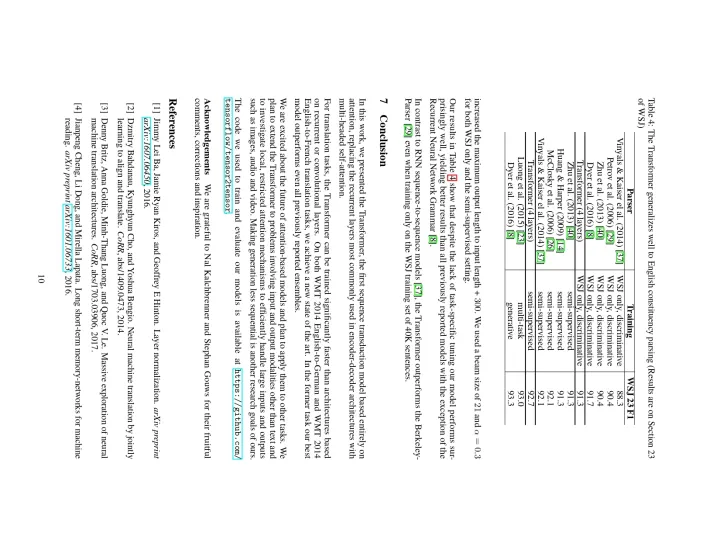 Table 4: The Transformer generalizes well to English constituency parsing (Results are on Section 23
of WSJ)
Parser Training WSJ 23 F1
Vinyals & Kaiser el al. (2014) [37] WSJ only, discriminative 88.3
Petrov et al. (2006) [29] WSJ only, discriminative 90.4
Zhu et al. (2013) [40] WSJ only, discriminative 90.4
Dyer et al. (2016) [8] WSJ only, discriminative 91.7
Transformer (4 layers) WSJ only, discriminative 91.3
Zhu et al. (2013) [40] semi-supervised 91.3
Huang & Harper (2009) [14] semi-supervised 91.3
McClosky et al. (2006) [26] semi-supervised 92.1
Vinyals & Kaiser el al. (2014) [37] semi-supervised 92.1
Transformer (4 layers) semi-supervised 92.7
Luong et al. (2015) [23] multi-task 93.0
Dyer et al. (2016) [8] generative 93.3
increased the maximum output length to input length + 300. We used a beam size of 21 and α = 0.3
for both WSJ only and the semi-supervised setting.
Our results in Table 4 show that despite the lack of task-specific tuning our model performs sur-
prisingly well, yielding better results than all previously reported models with the exception of the
Recurrent Neural Network Grammar [8].
In contrast to RNN sequence-to-sequence models [37], the Transformer outperforms the Berkeley-
Parser [29] even when training only on the WSJ training set of 40K sentences.
7 Conclusion
In this work, we presented the Transformer, the first sequence transduction model based entirely on
attention, replacing the recurrent layers most commonly used in encoder-decoder architectures with
multi-headed self-attention.
For translation tasks, the Transformer can be trained significantly faster than architectures based
on recurrent or convolutional layers. On both WMT 2014 English-to-German and WMT 2014
English-to-French translation tasks, we achieve a new state of the art. In the former task our best
model outperforms even all previously reported ensembles.
We are excited about the future of attention-based models and plan to apply them to other tasks. We
plan to extend the Transformer to problems involving input and output modalities other than text and
to investigate local, restricted attention mechanisms to efficiently handle large inputs and outputs
such as images, audio and video. Making generation less sequential is another research goals of ours.
The code we used to train and evaluate our models is available at https://github.com/
tensorflow/tensor2tensor.
Acknowledgements We are grateful to Nal Kalchbrenner and Stephan Gouws for their fruitful
comments, corrections and inspiration.
References
[1] Jimmy Lei Ba, Jamie Ryan Kiros, and Geoffrey E Hinton. Layer normalization. arXiv preprint
arXiv:1607.06450, 2016.
[2] Dzmitry Bahdanau, Kyunghyun Cho, and Yoshua Bengio. Neural machine translation by jointly
learning to align and translate. CoRR, abs/1409.0473, 2014.
[3] Denny Britz, Anna Goldie, Minh-Thang Luong, and Quoc V. Le. Massive exploration of neural
machine translation architectures. CoRR, abs/1703.03906, 2017.
[4] Jianpeng Cheng, Li Dong, and Mirella Lapata. Long short-term memory-networks for machine
reading. arXiv preprint arXiv:1601.06733, 2016.
10